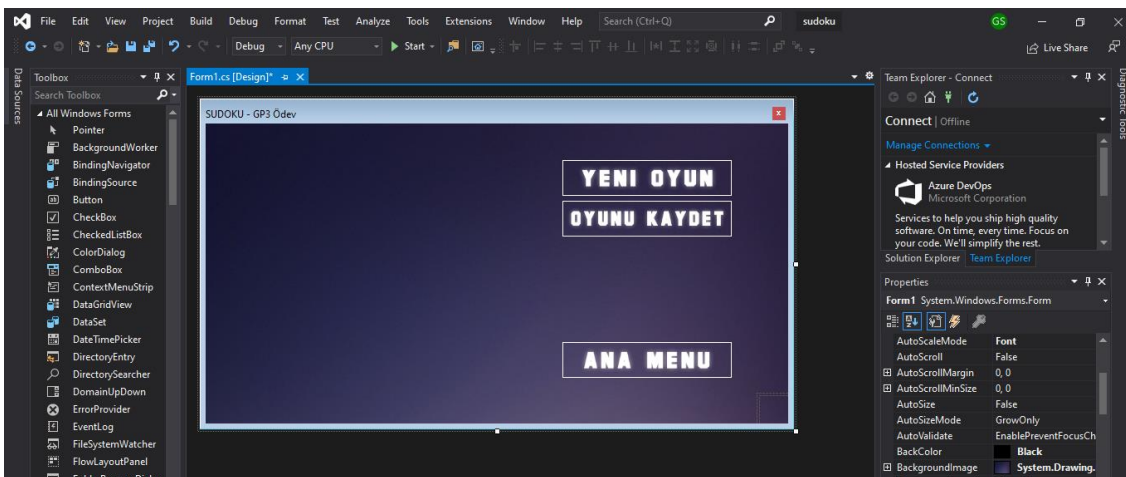 File Edit View Project Build Debug Format Test Analyze Tools Extensions Window Help Search (Ctrl+Q) sudoku GS
Debug Any CPU Start Live Share
Data Sources
Toolbox
Search Toolbox
All Windows Forms
Pointer
BackgroundWorker
BindingNavigator
BindingSource
Button
CheckBox
CheckedListBox
ColorDialog
ComboBox
ContextMenuStrip
DataGridView
DataSet
DateTimePicker
DirectoryEntry
DirectorySearcher
DomainUpDown
ErrorProvider
EventLog
FileSystemWatcher
FlowLayoutPanel
Form1.cs [Design]*
SUDOKU - GP3 Ödev
YENI OYUN
OYUNU KAYDET
ANA MENU
Team Explorer - Connect
Connect | Offline
Manage Connections
Hosted Service Providers
Azure DevOps
Microsoft Corporation
Services to help you ship high quality
software. On time, every time. Focus on
your code. We'll simplify the rest.
Solution Explorer Team Explorer
Properties
Form1 System.Windows.Forms.Form
AutoScaleMode Font
AutoScroll False
AutoScrollMargin 0, 0
AutoScrollMinSize 0, 0
AutoSize False
AutoSizeMode GrowOnly
AutoValidate EnablePreventFocusCh
BackColor Black
BackgroundImage System.Drawing.
Diagnostic Tools